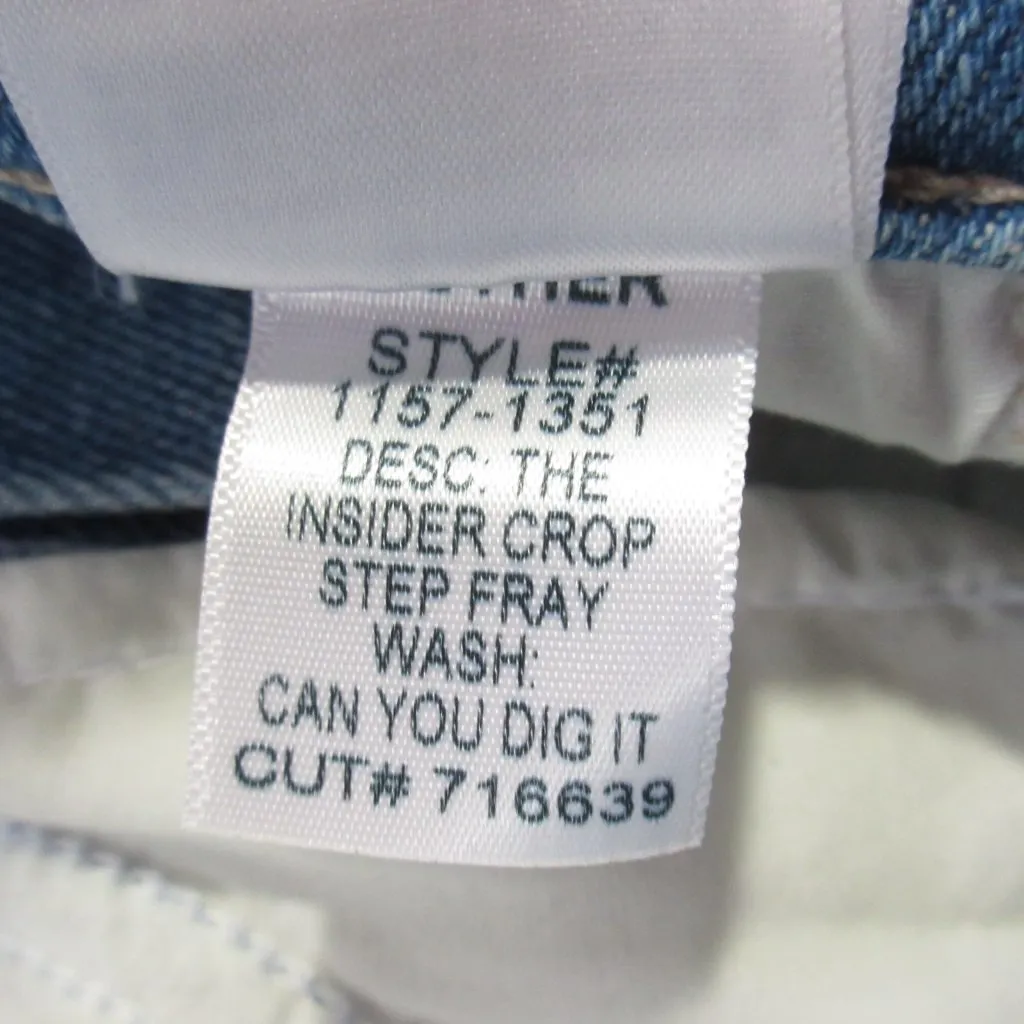 STYLE#
1157-1351
DESC: THE
INSIDER CROP
STEP FRAY
WASH:
CAN YOU DIG IT
CUT# 716639